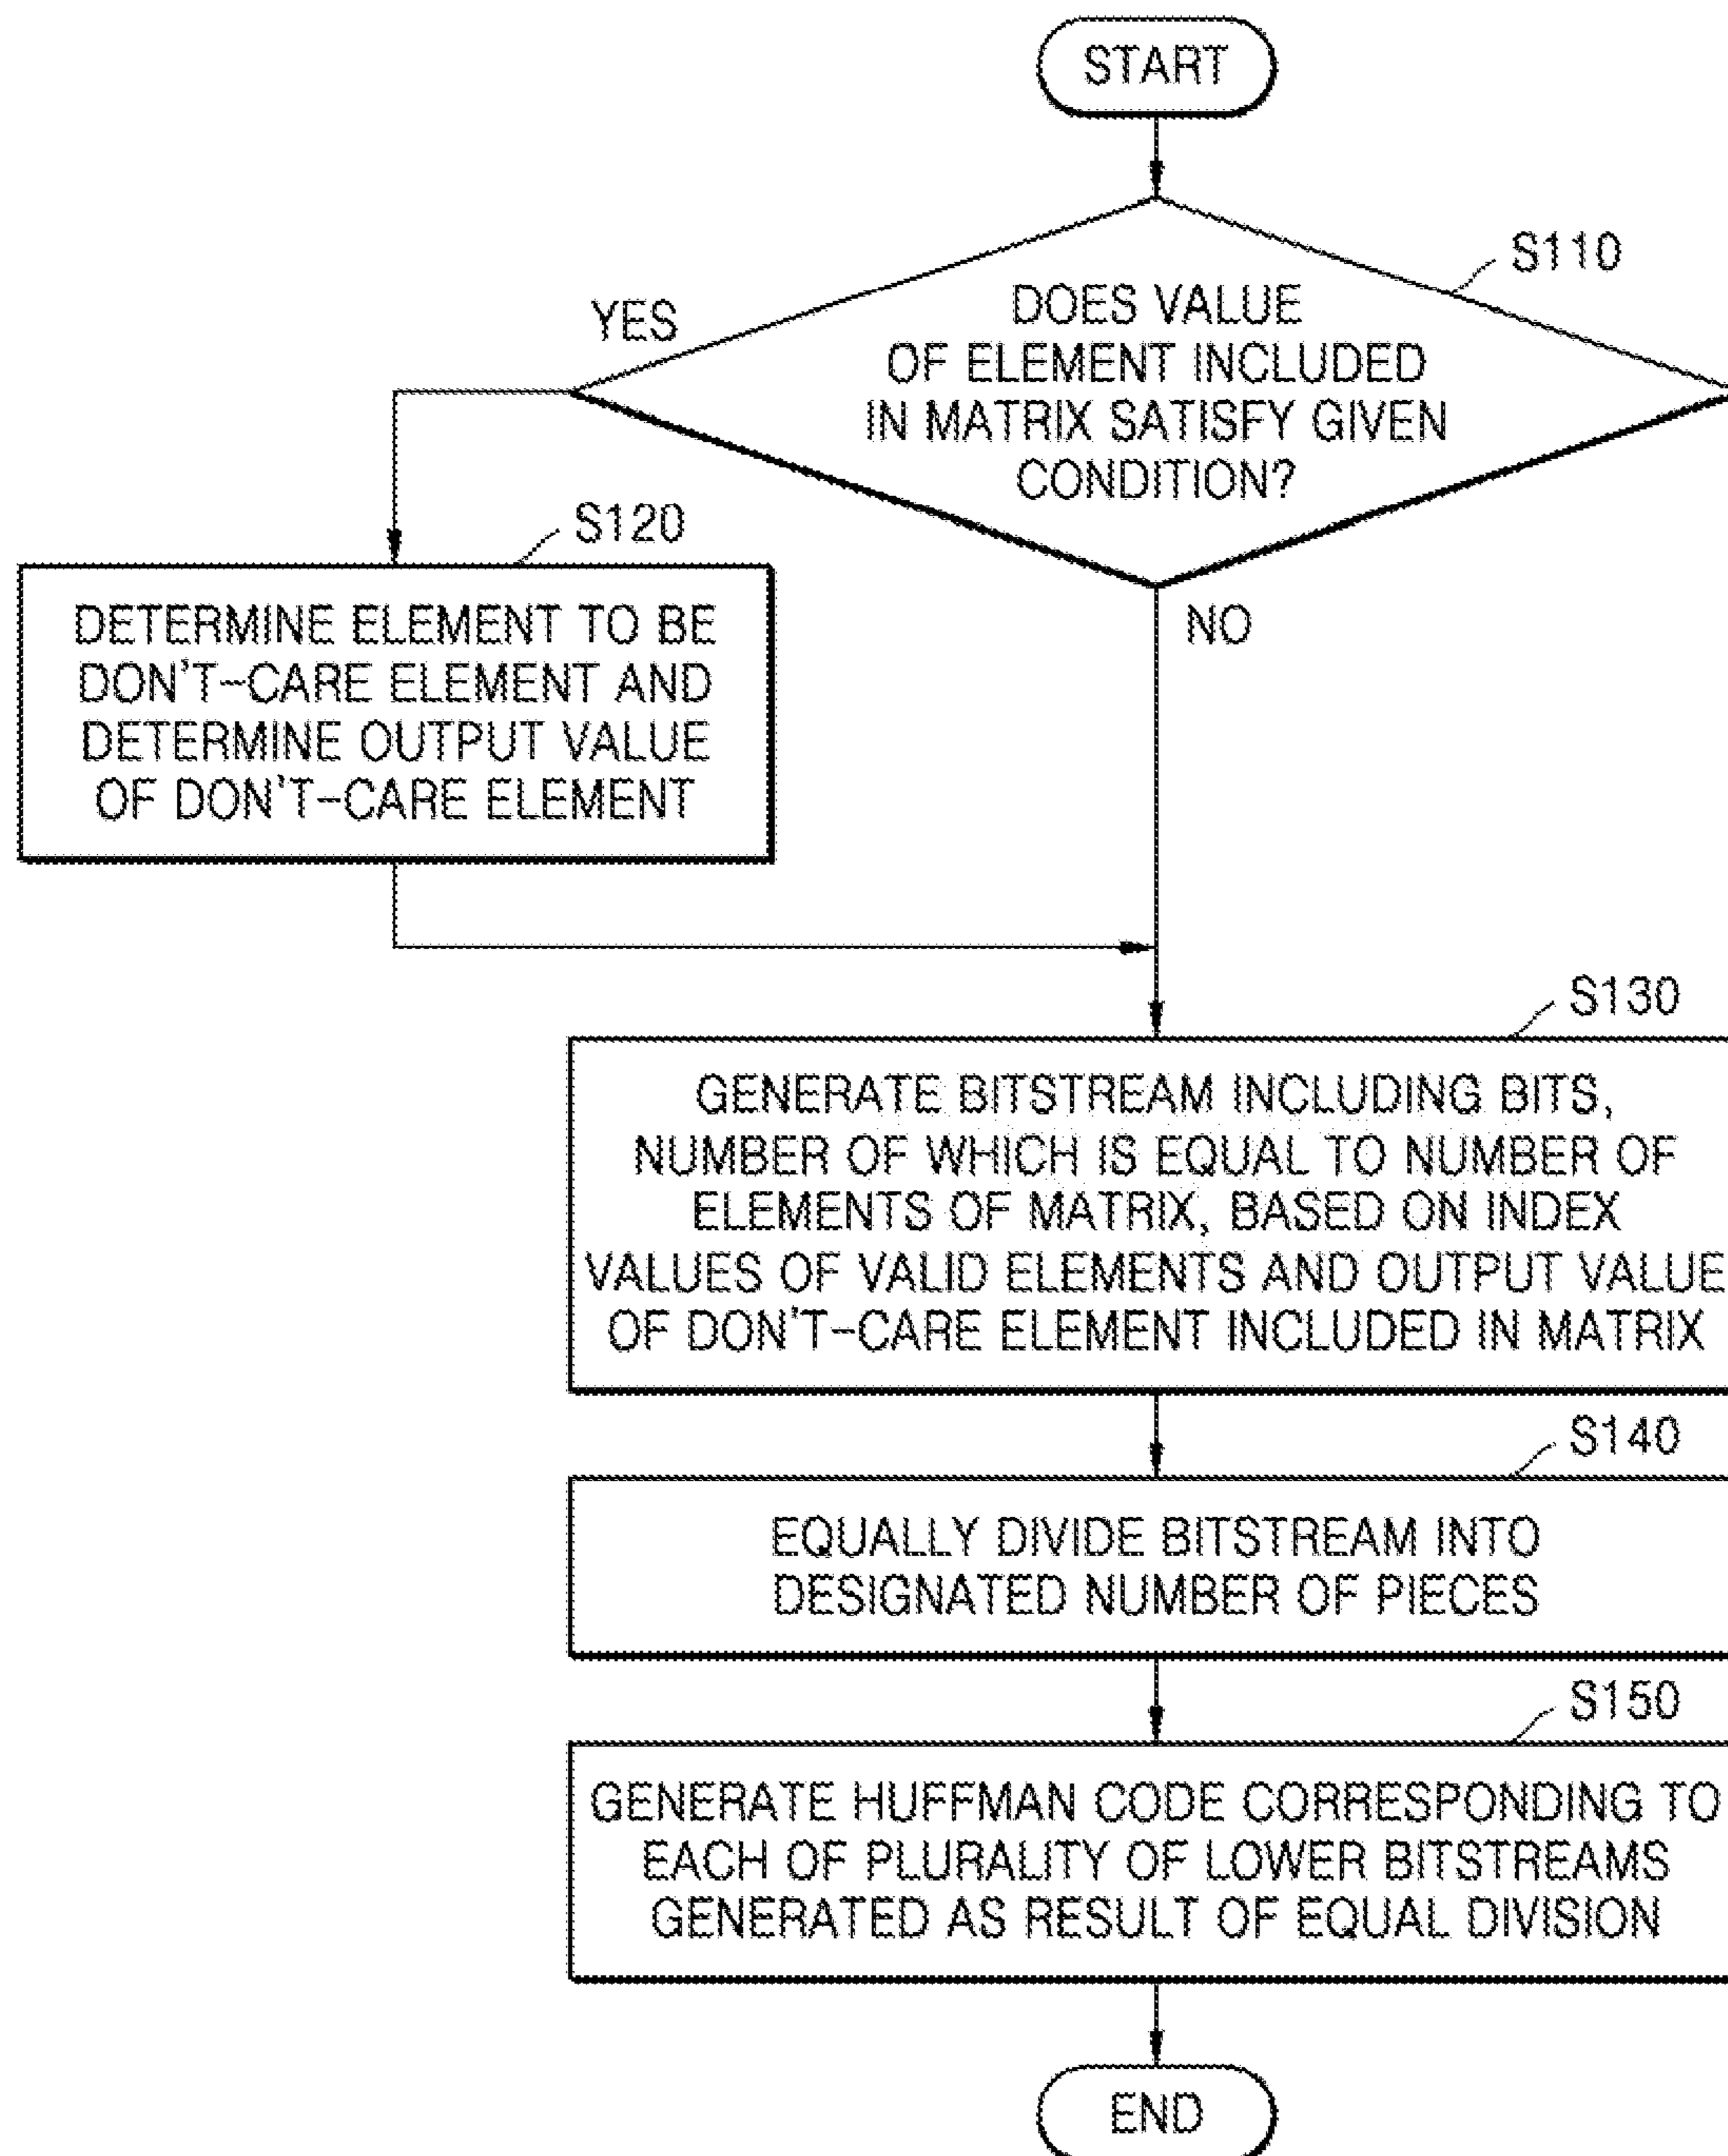 START
S110
DOES VALUE
OF ELEMENT INCLUDED
IN MATRIX SATISFY GIVEN
CONDITION?
YES
NO
S120
DETERMINE ELEMENT TO BE
DON'T-CARE ELEMENT AND
DETERMINE OUTPUT VALUE
OF DON'T-CARE ELEMENT
S130
GENERATE BITSTREAM INCLUDING BITS,
NUMBER OF WHICH IS EQUAL TO NUMBER OF
ELEMENTS OF MATRIX, BASED ON INDEX
VALUES OF VALID ELEMENTS AND OUTPUT VALUE
OF DON'T-CARE ELEMENT INCLUDED IN MATRIX
S140
EQUALLY DIVIDE BITSTREAM INTO
DESIGNATED NUMBER OF PIECES
S150
GENERATE HUFFMAN CODE CORRESPONDING TO
EACH OF PLURALITY OF LOWER BITSTREAMS
GENERATED AS RESULT OF EQUAL DIVISION
END